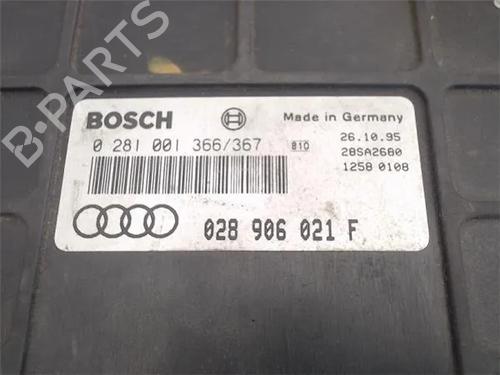 B-PARTS
BOSCH
Made in Germany
0 281 001 366/367 810
26.10.95
28SA2680
1258 0108
028 906 021 F